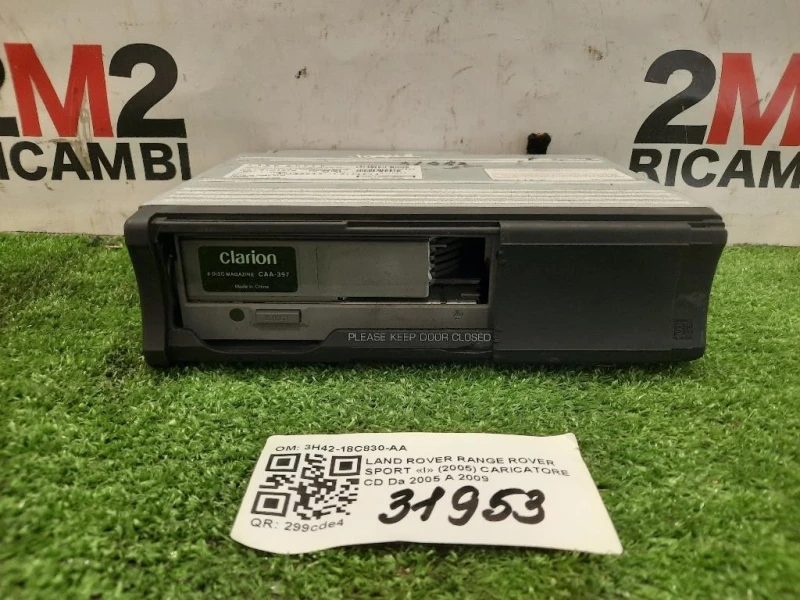 2M2
RICAMBI
2M2
RICAMBI
Clarion
6 DISC MAGAZINE CAA-357
Made in China
PLEASE KEEP DOOR CLOSED
OM: 3H42-18C830-AA
LAND ROVER RANGE ROVER
SPORT «I» (2005) CARICATORE
CD Da 2005 A 2009
31953
QR: 299cde4